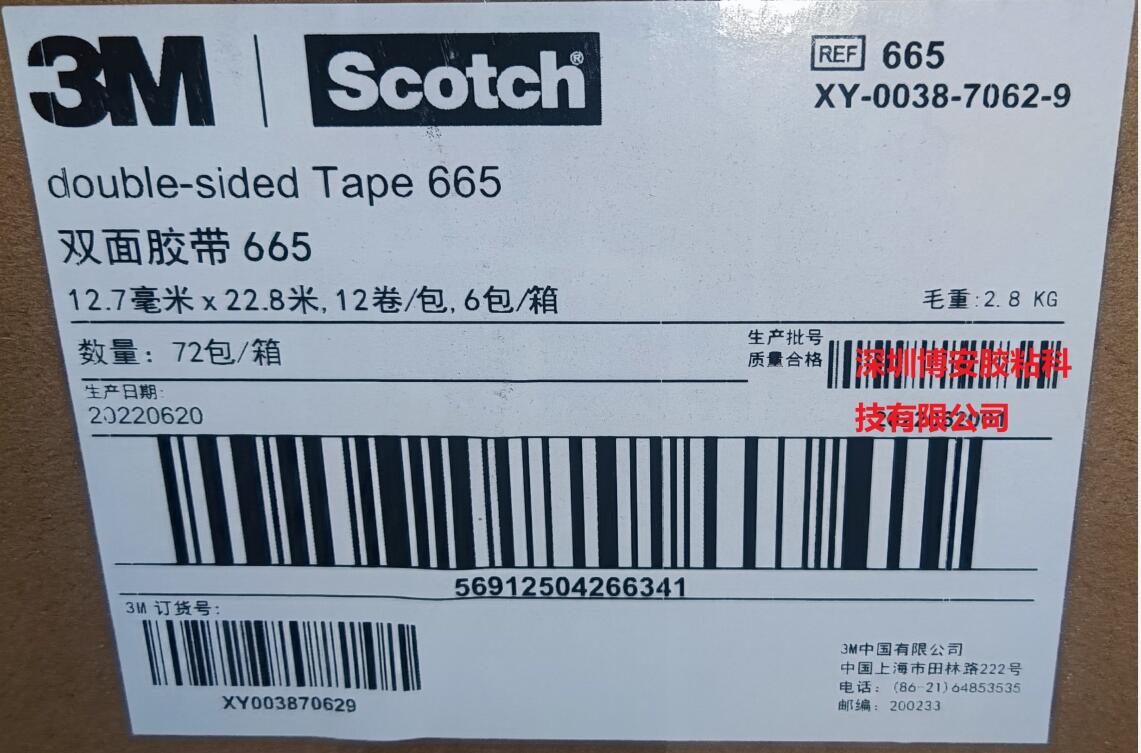 3M
Scotch®
REF 665
XY-0038-7062-9
double-sided Tape 665
双面胶带 665
12.7毫米 x 22.8米, 12卷/包, 6包/箱
毛重:2.8 KG
数量: 72包/箱
生产批号
质量合格
深圳博安胶粘科
技有限公司
生产日期:
20220620
56912504266341
3M 订货号:
XY003870629
3M中国有限公司
中国上海市田林路222号
电话: (86-21)64853535
邮编: 200233